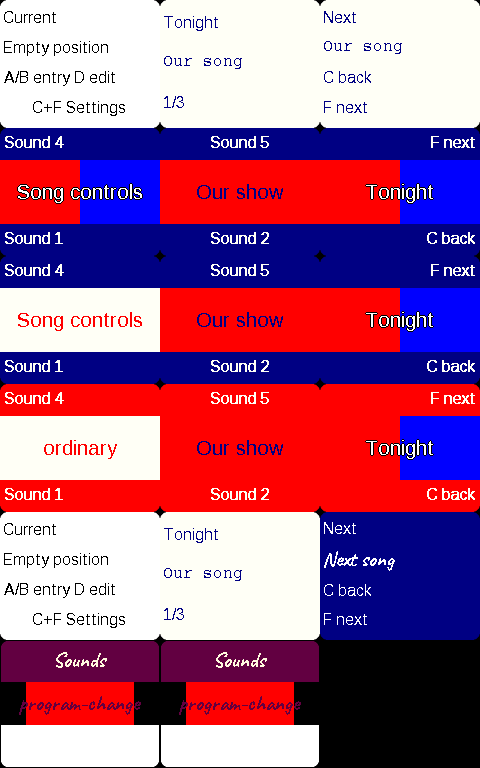 Current
Empty position
A/B entry D edit
C+F Settings
Tonight
Our song
1/3
Next
Our song
C back
F next
Sound 4
Sound 5
F next
Song controls
Our show
Tonight
Sound 1
Sound 2
C back
Sound 4
Sound 5
F next
Song controls
Our show
Tonight
Sound 1
Sound 2
C back
Sound 4
Sound 5
F next
ordinary
Our show
Tonight
Sound 1
Sound 2
C back
Current
Empty position
A/B entry D edit
C+F Settings
Tonight
Our song
1/3
Next
Next song
C back
F next
Sounds
program-change
Sounds
program-change